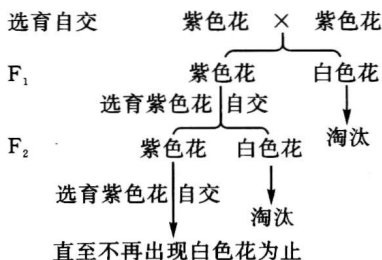 选育自交 紫色花 × 紫色花
F₁ 紫色花 白色花
选育紫色花 自交
淘汰
F₂ 紫色花 白色花
选育紫色花 自交
淘汰
直至不再出现白色花为止